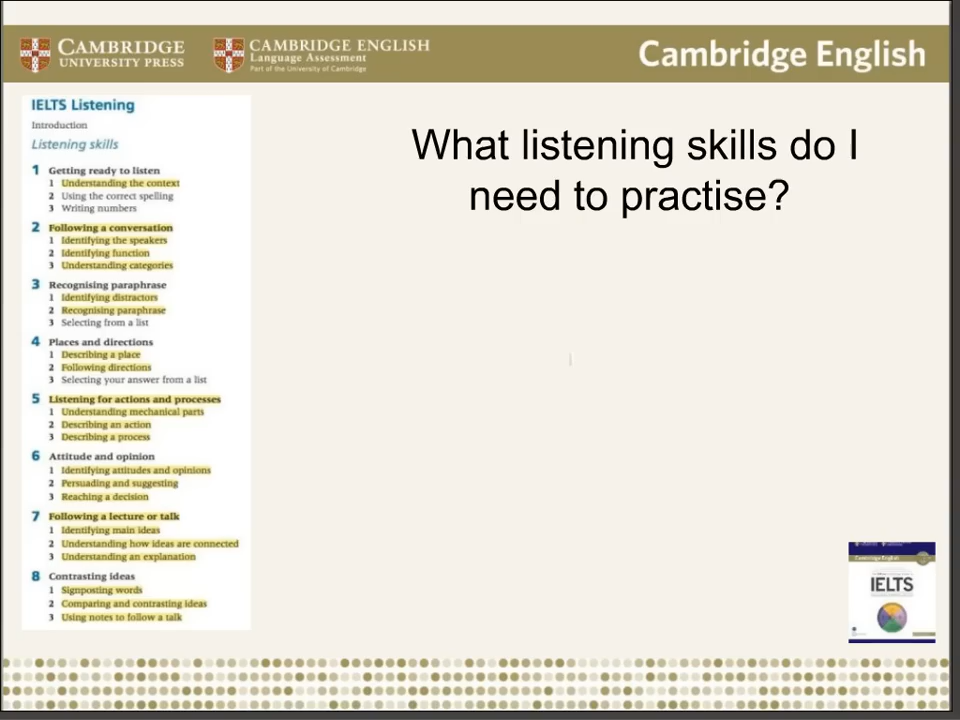 CAMBRIDGE
UNIVERSITY PRESS
CAMBRIDGE ENGLISH
Language Assessment
Part of the University of Cambridge
Cambridge English
IELTS Listening
Introduction
Listening skills
1 Getting ready to listen
1 Understanding the context
2 Using the correct spelling
3 Writing numbers
2 Following a conversation
1 Identifying the speakers
2 Identifying function
3 Understanding categories
3 Recognising paraphrase
1 Identifying distractors
2 Recognising paraphrase
3 Selecting from a list
4 Places and directions
1 Describing a place
2 Following directions
3 Selecting your answer from a list
5 Listening for actions and processes
1 Understanding mechanical parts
2 Describing an action
3 Describing a process
6 Attitude and opinion
1 Identifying attitudes and opinions
2 Persuading and suggesting
3 Reaching a decision
7 Following a lecture or talk
1 Identifying main ideas
2 Understanding how ideas are connected
3 Understanding an explanation
8 Contrasting ideas
1 Signposting words
2 Comparing and contrasting ideas
3 Using notes to follow a talk
What listening skills do I
need to practise?
Cambridge English
IELTS